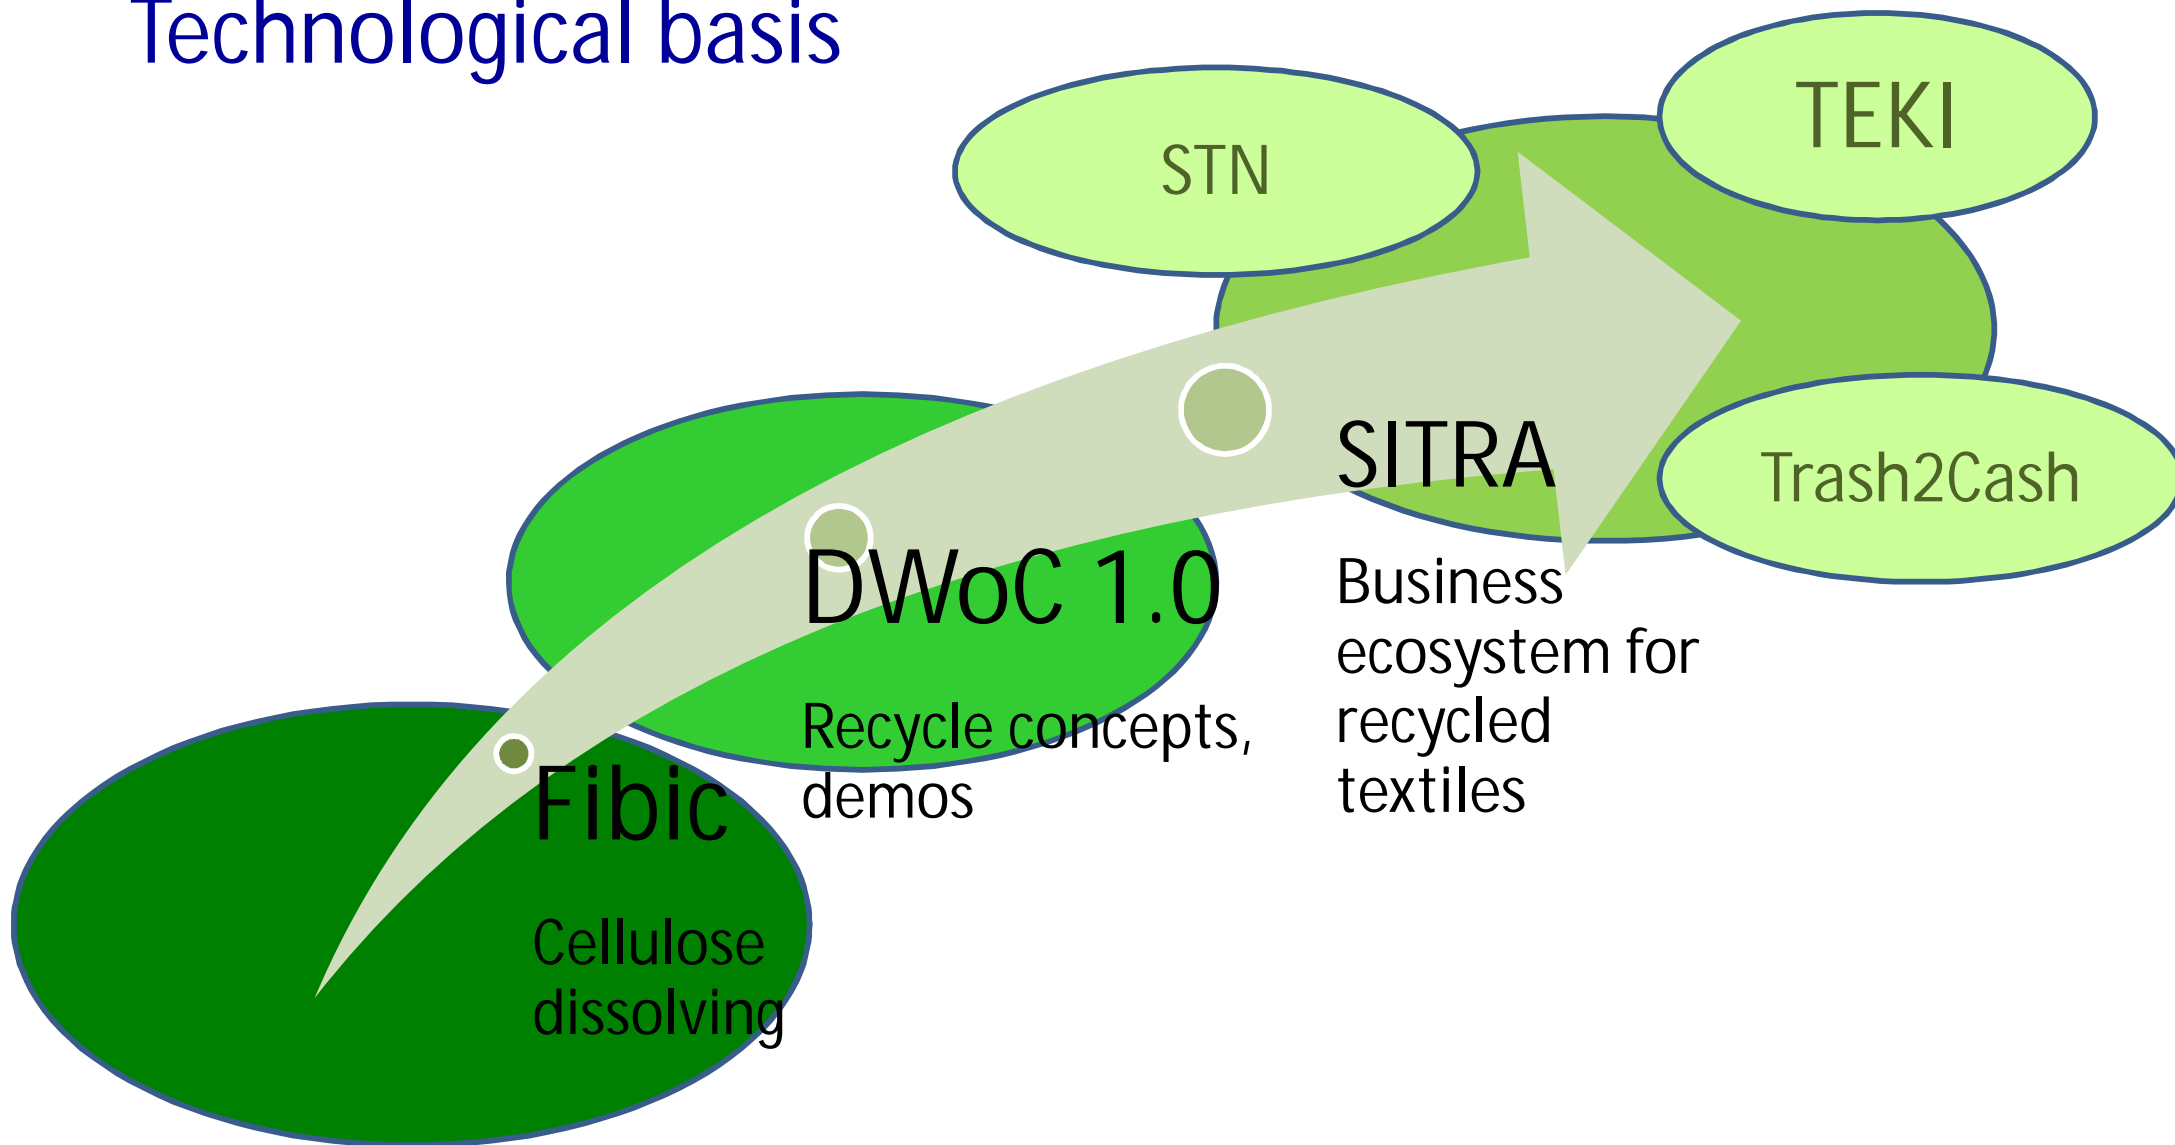 Technological basis
TEKI
STN
SITRA
Trash2Cash
Business
ecosystem for
recycled
textiles
DWoC 1.0
Recycle concepts,
demos
Fibic
Cellulose
dissolving